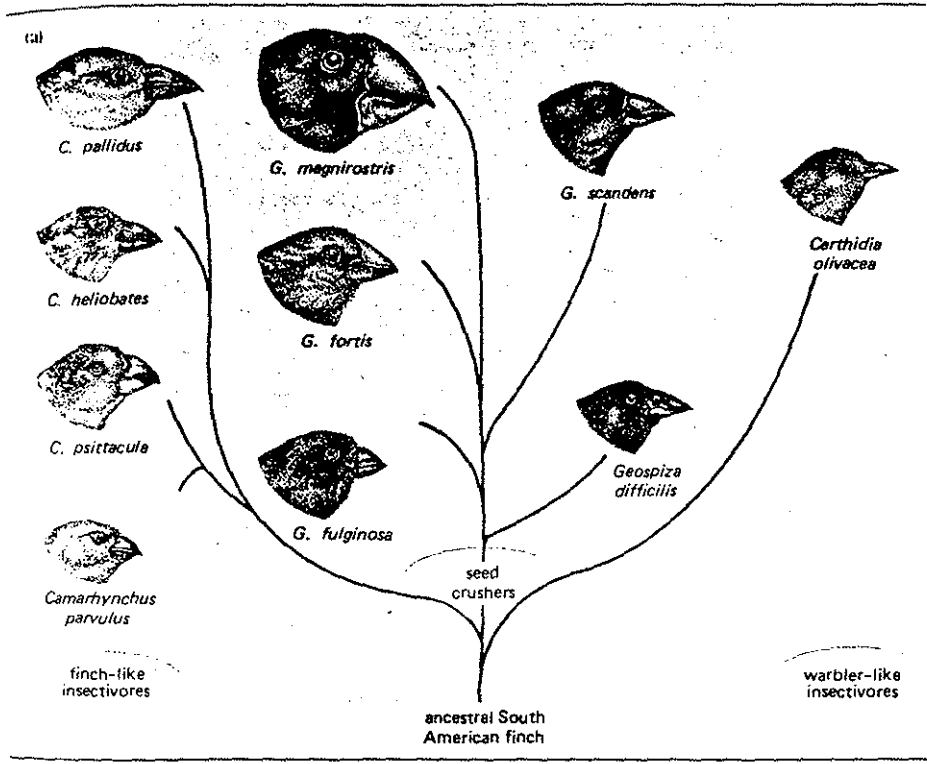 (a)
C. pallidus
G. magnirostris
G. scandens
Certhidia
olivacea
C. heliobates
G. fortis
C. psittacula
Geospiza
difficilis
G. fulginosa
Camarhynchus
parvulus
seed
crushers
finch-like
insectivores
warbler-like
insectivores
ancestral South
American finch